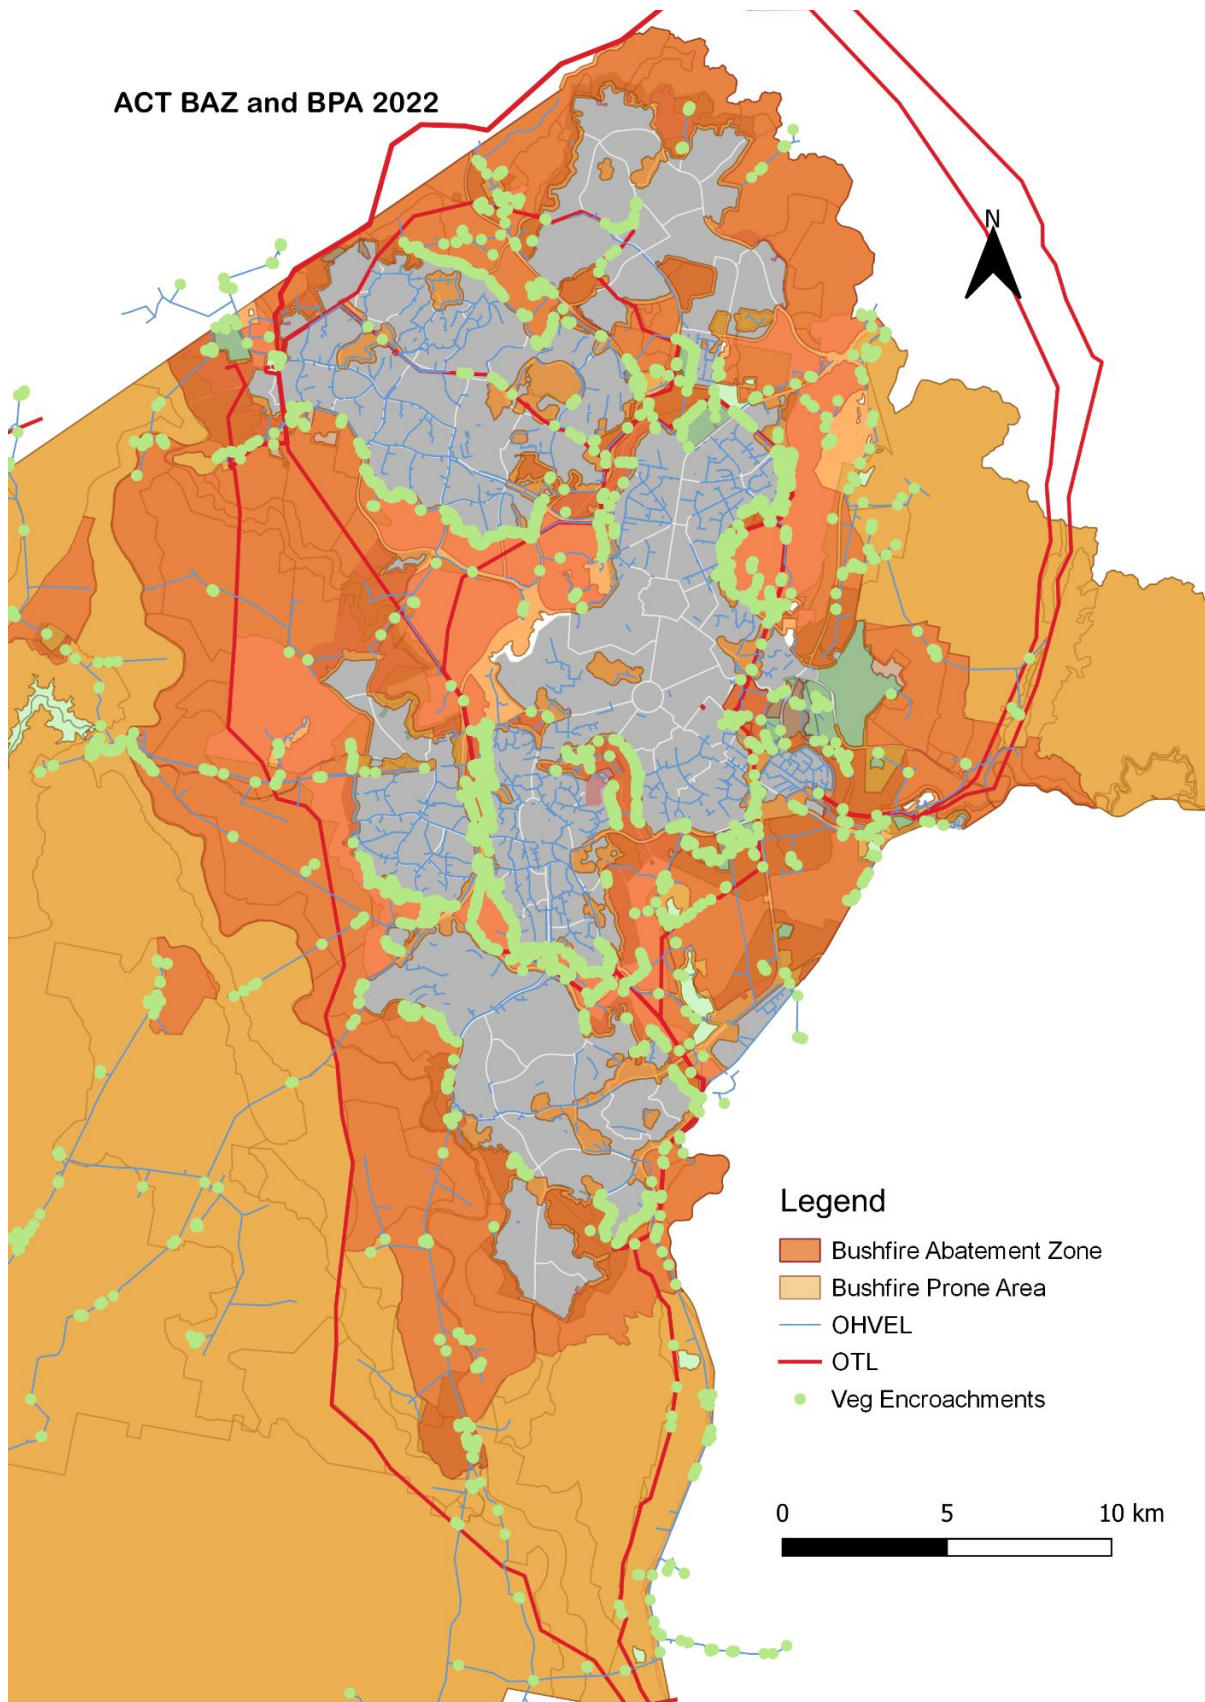 ACT BAZ and BPA 2022
N
Legend
Bushfire Abatement Zone
Bushfire Prone Area
OHVEL
OTL
Veg Encroachments
0 5 10 km